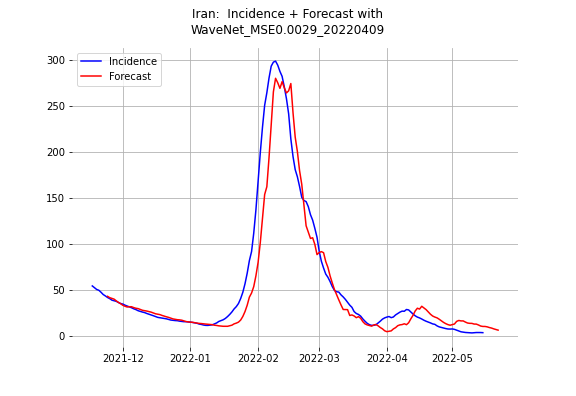 Iran:  Incidence + Forecast with
WaveNet_MSE0.0029_20220409
Incidence
Forecast
300
250
200
150
100
50
0
2021-12 2022-01 2022-02 2022-03 2022-04 2022-05